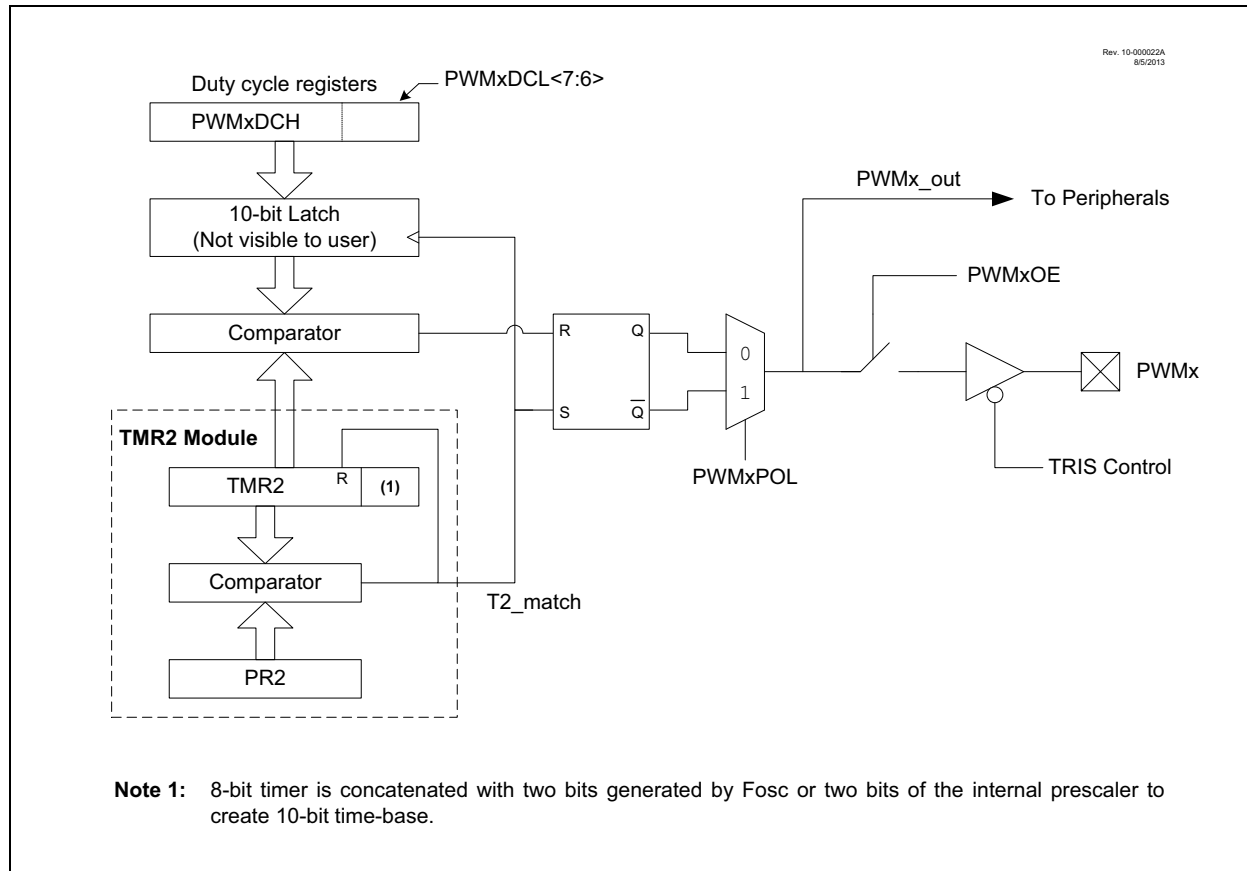 Rev. 10-000022A
8/5/2013
Duty cycle registers
PWMxDCL<7:6>
PWMxDCH
10-bit Latch
(Not visible to user)
Comparator
PWMx_out
To Peripherals
PWMxOE
R
Q
S
Q̅
0
1
PWMxPOL
PWMx
TRIS Control
TMR2 Module
R
TMR2
(1)
Comparator
T2_match
PR2
Note 1: 8-bit timer is concatenated with two bits generated by Fosc or two bits of the internal prescaler to
create 10-bit time-base.